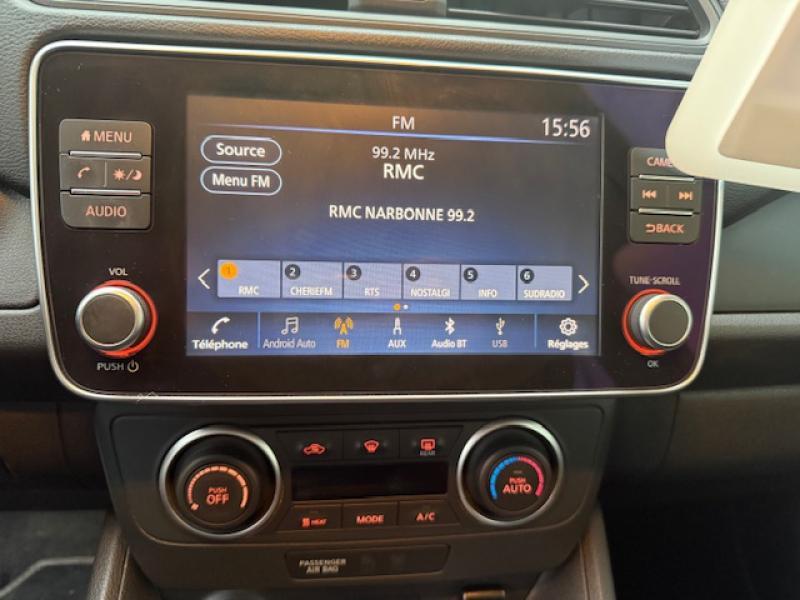 FM
15:56
MENU
Source
99.2 MHz
RMC
Menu FM
AUDIO
RMC NARBONNE 99.2
BACK
VOL
TUNE·SCROLL
1 2 3 4 5 6
RMC CHERIEFM RTS NOSTALGI INFO SUDRADIO
Téléphone Android Auto FM AUX Audio BT USB Réglages
PUSH
OK
REAR
PUSH OFF
PUSH AUTO
HEAT MODE A/C
PASSENGER
AIR BAG